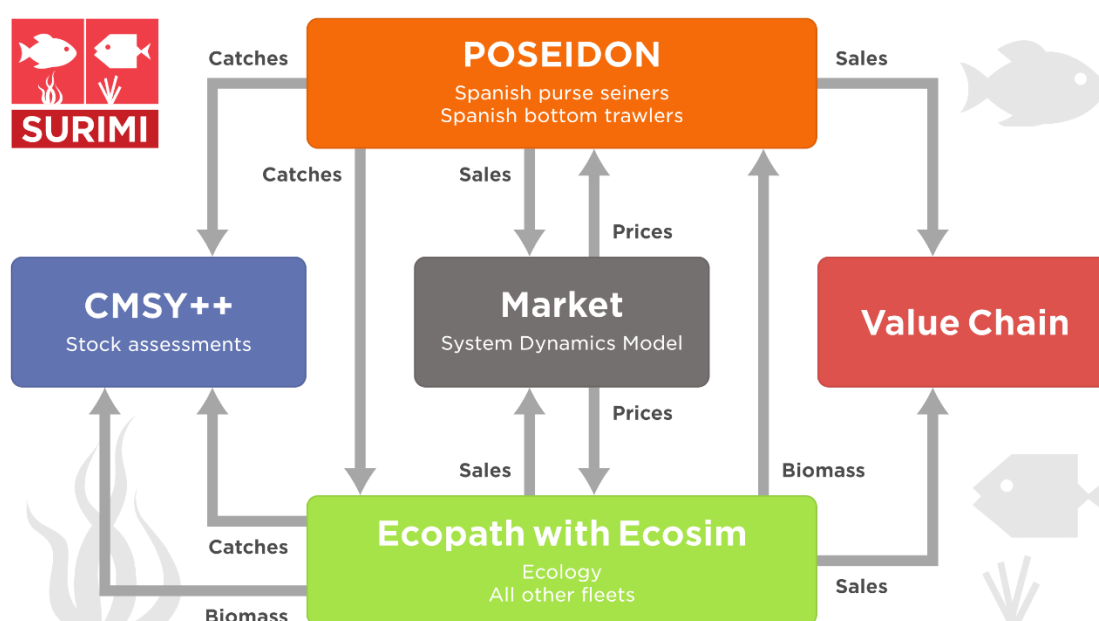 SURIMI
Catches
POSEIDON
Spanish purse seiners
Spanish bottom trawlers
Sales
Catches
Sales
Prices
CMSY++
Stock assessments
Market
System Dynamics Model
Value Chain
Prices
Sales
Biomass
Catches
Ecopath with Ecosim
Ecology
All other fleets
Sales
Biomass